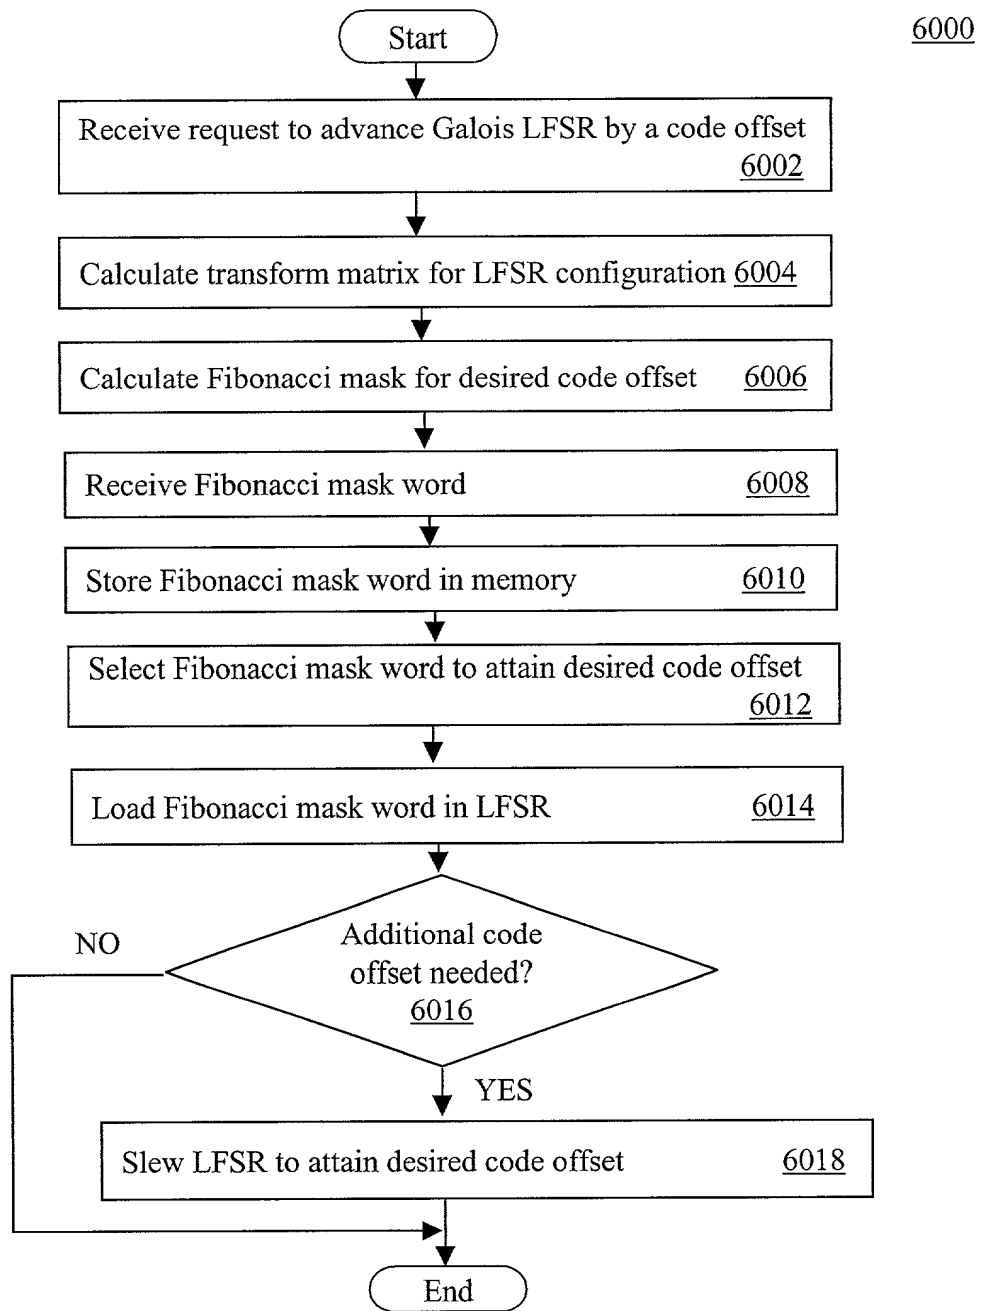 6000
Start
Receive request to advance Galois LFSR by a code offset
6002
Calculate transform matrix for LFSR configuration 6004
Calculate Fibonacci mask for desired code offset 6006
Receive Fibonacci mask word 6008
Store Fibonacci mask word in memory 6010
Select Fibonacci mask word to attain desired code offset
6012
Load Fibonacci mask word in LFSR 6014
Additional code
offset needed?
6016
NO
YES
Slew LFSR to attain desired code offset 6018
End